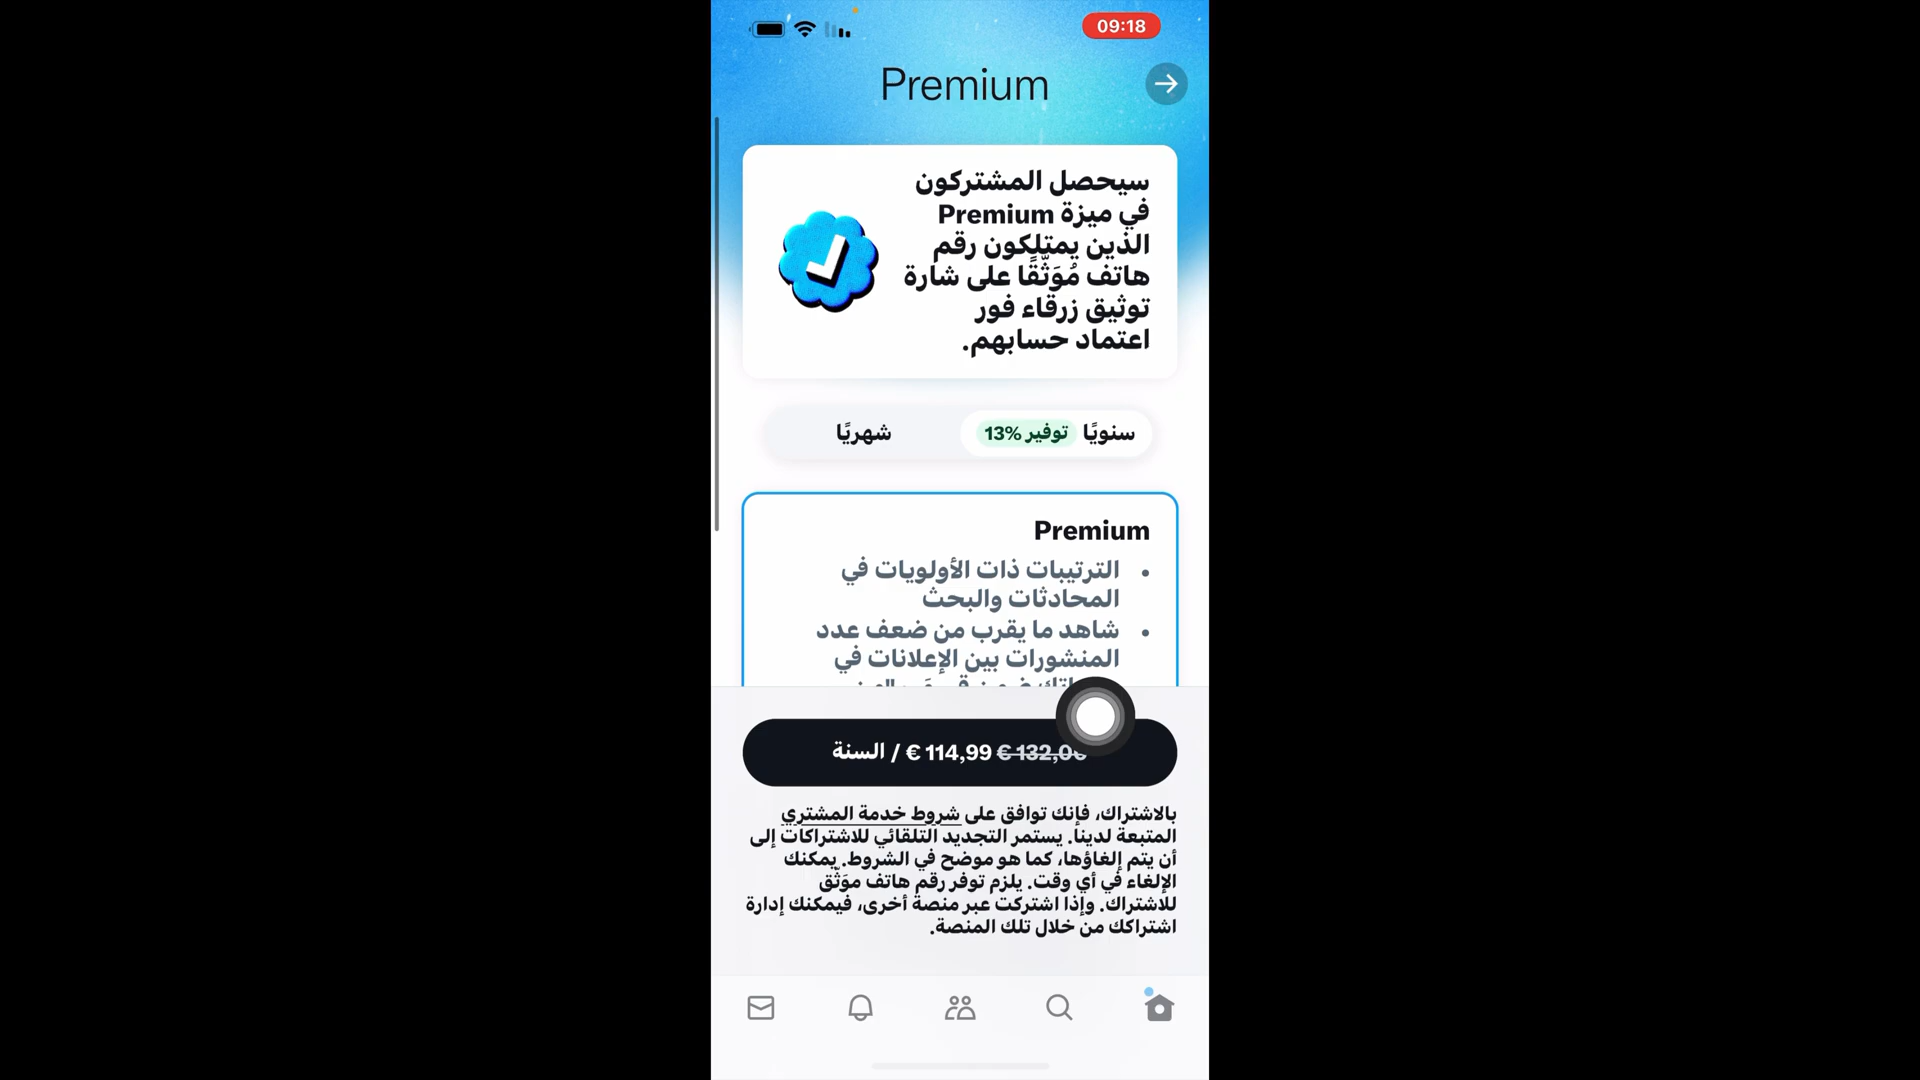 09:18
Premium
سيحصل المشتركون
في ميزة Premium
الذين يمتلكون رقم
هاتف مُوَثَّقًا على شارة
توثيق زرقاء فور
اعتماد حسابهم.
سنويًا توفير 13%
شهريًا
Premium
• الترتيبات ذات الأولويات في
المحادثات والبحث
• شاهد ما يقرب من ضعف عدد
المنشورات بين الإعلانات في
€ 114,99 / السنة
بالاشتراك، فإنك توافق على شروط خدمة المشتري
المتبعة لدينا. يستمر التجديد التلقائي للاشتراكات إلى
أن يتم إلغاؤها، كما هو موضح في الشروط. يمكنك
الإلغاء في أي وقت. يلزم توفر رقم هاتف موَثَّق
للاشتراك. وإذا اشتركت عبر منصة أخرى، فيمكنك إدارة
اشتراكك من خلال تلك المنصة.